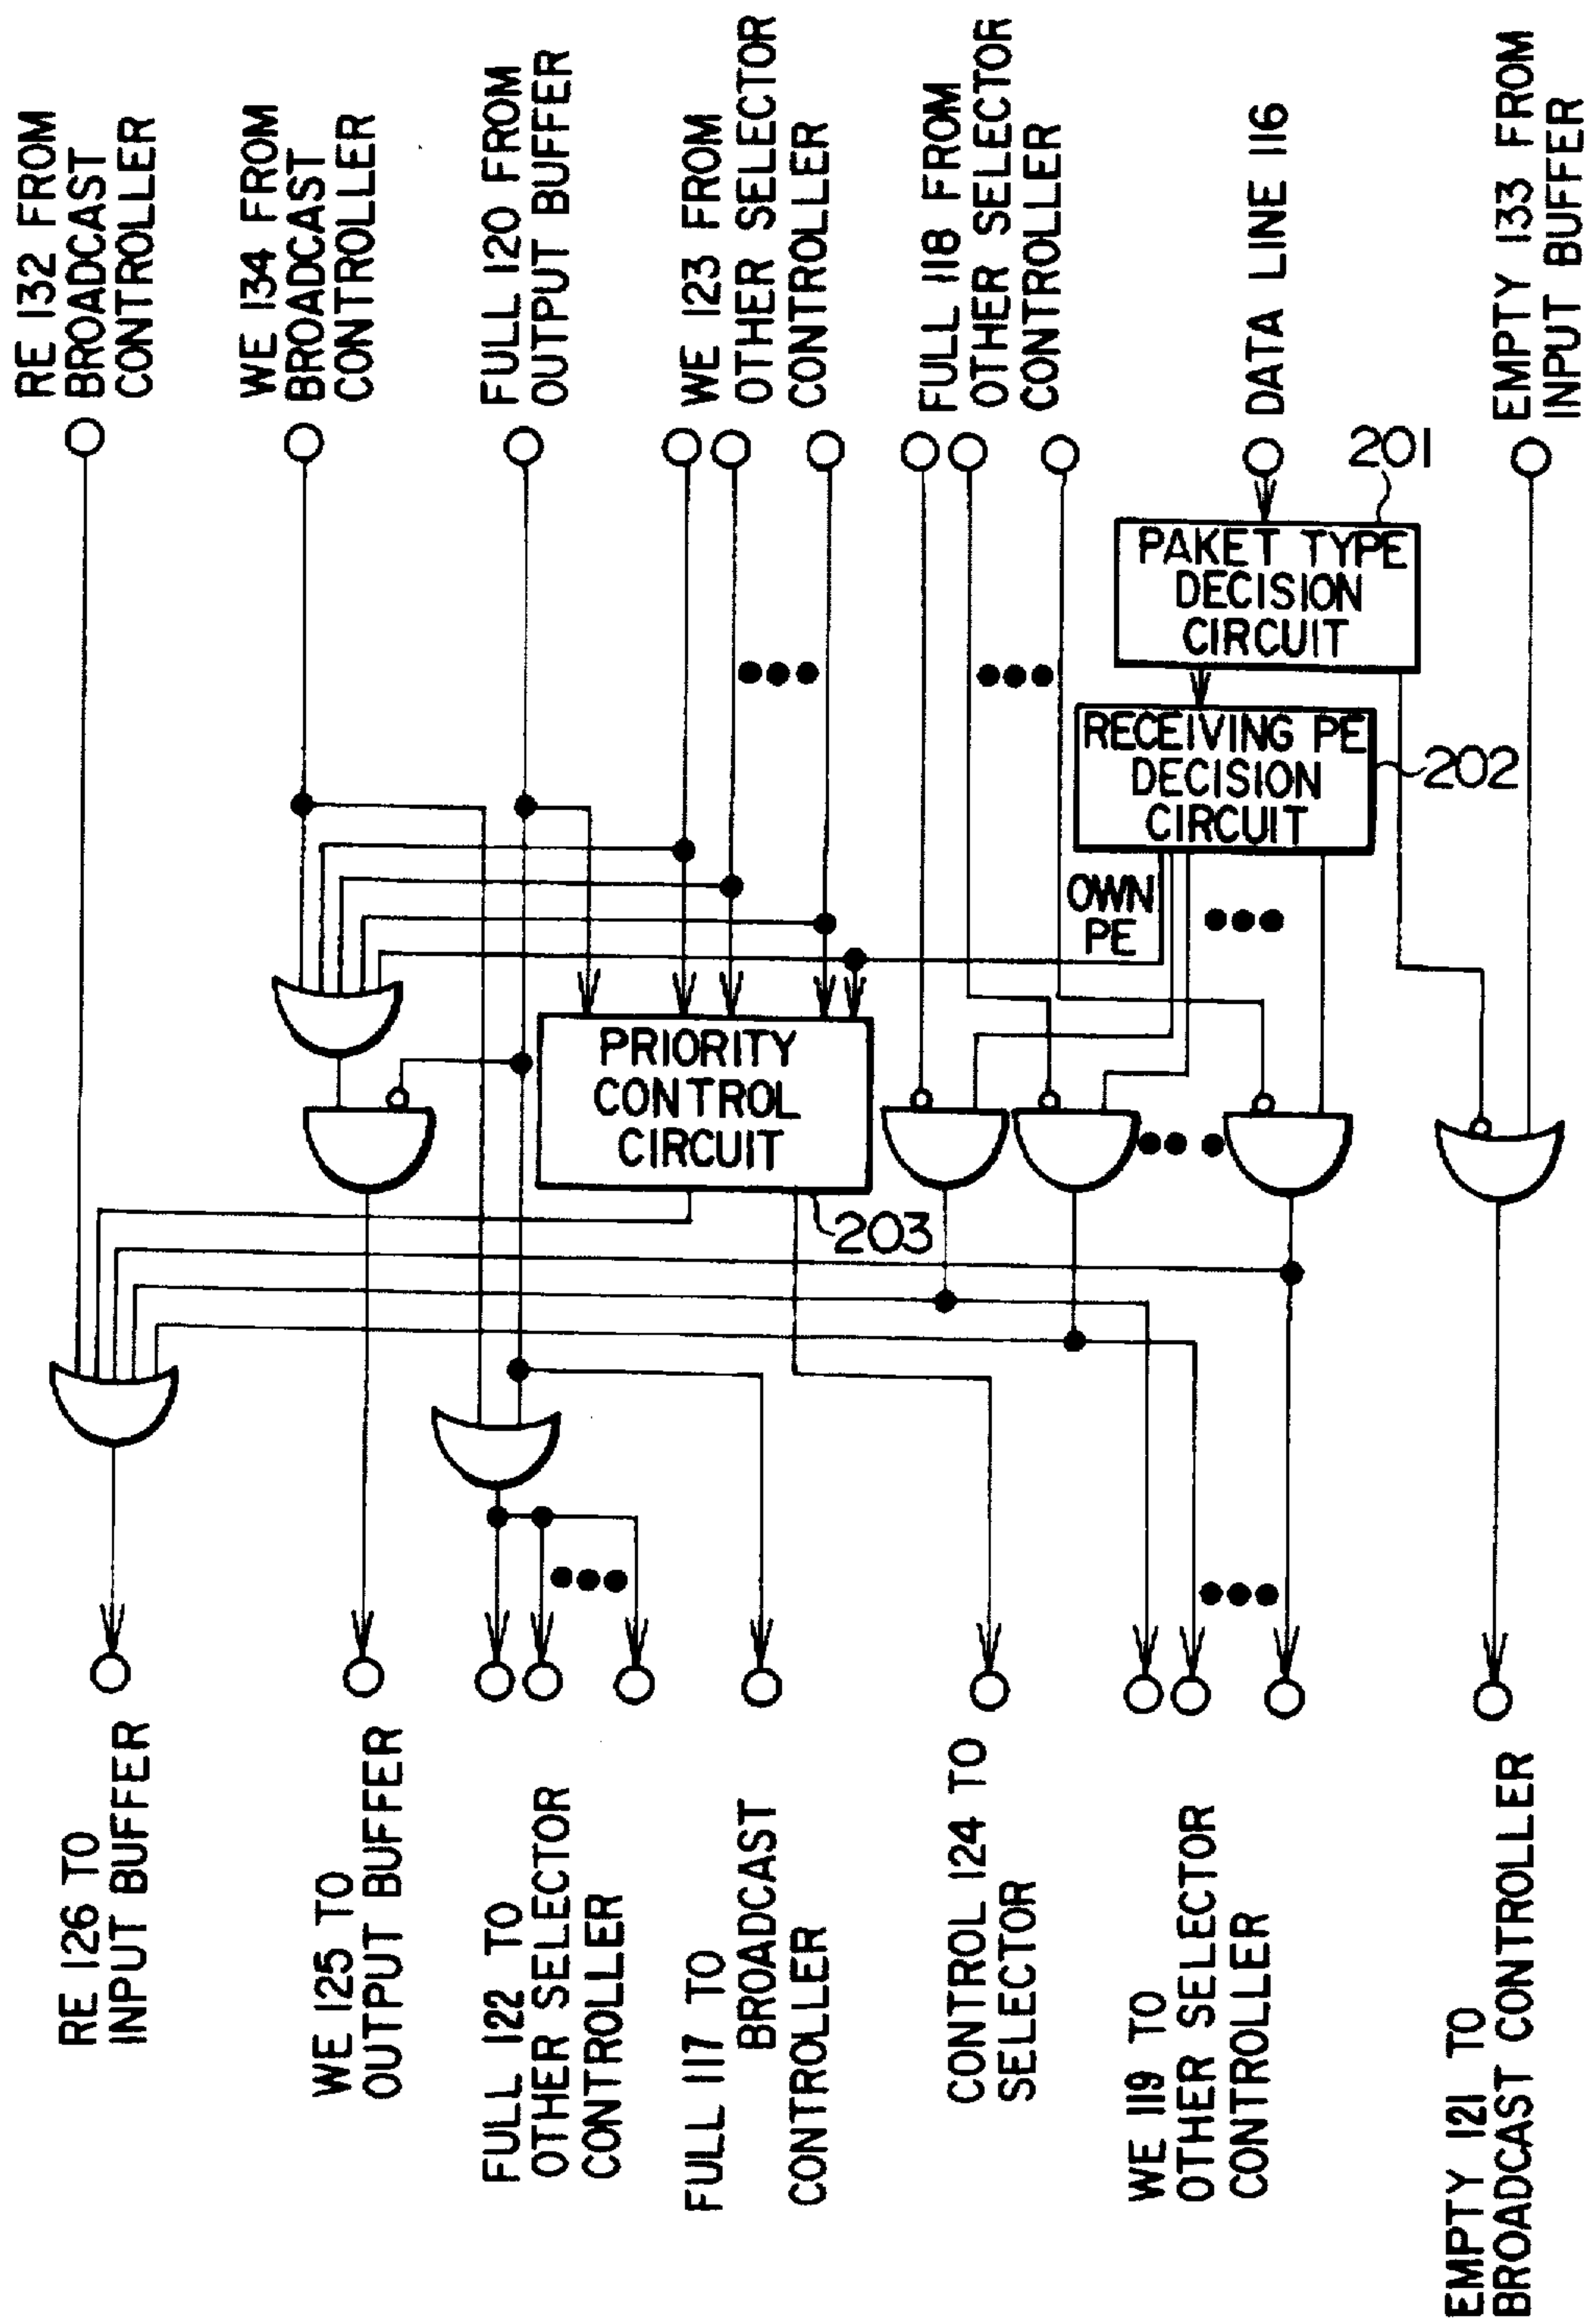 RE 132 FROM
BROADCAST
CONTROLLER
WE 134 FROM
BROADCAST
CONTROLLER
FULL 120 FROM
OUTPUT BUFFER
WE 123 FROM
OTHER SELECTOR
CONTROLLER
FULL 118 FROM
OTHER SELECTOR
CONTROLLER
DATA LINE 116
EMPTY 133 FROM
INPUT BUFFER
201
PAKET TYPE
DECISION
CIRCUIT
RECEIVING PE
DECISION
CIRCUIT
202
OWN
PE
PRIORITY
CONTROL
CIRCUIT
203
RE 126 TO
INPUT BUFFER
WE 125 TO
OUTPUT BUFFER
FULL 122 TO
OTHER SELECTOR
CONTROLLER
FULL 117 TO
BROADCAST
CONTROLLER
CONTROL 124 TO
SELECTOR
WE 119 TO
OTHER SELECTOR
CONTROLLER
EMPTY 121 TO
BROADCAST CONTROLLER